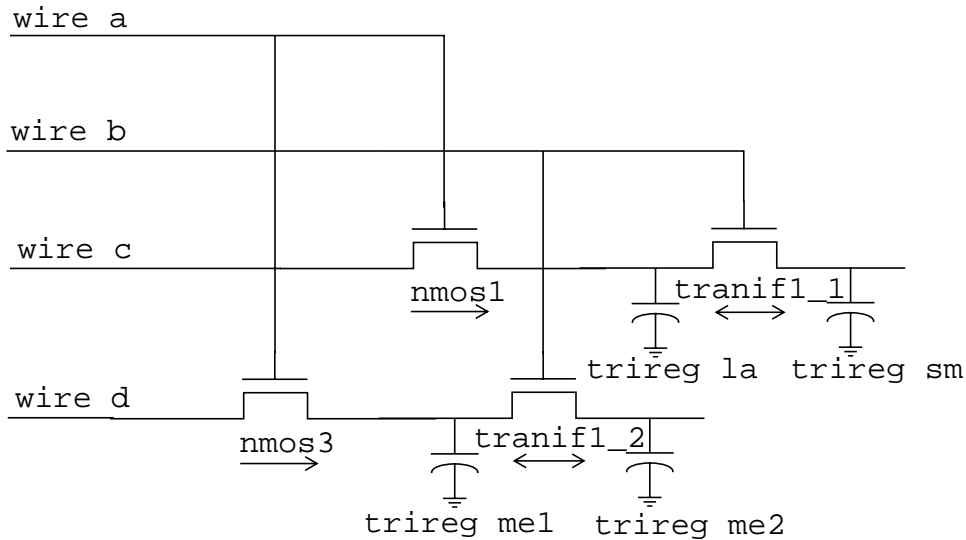 wire a
wire b
wire c
nmos1
tranif1_1
trireg la
trireg sm
wire d
nmos3
tranif1_2
trireg me1
trireg me2